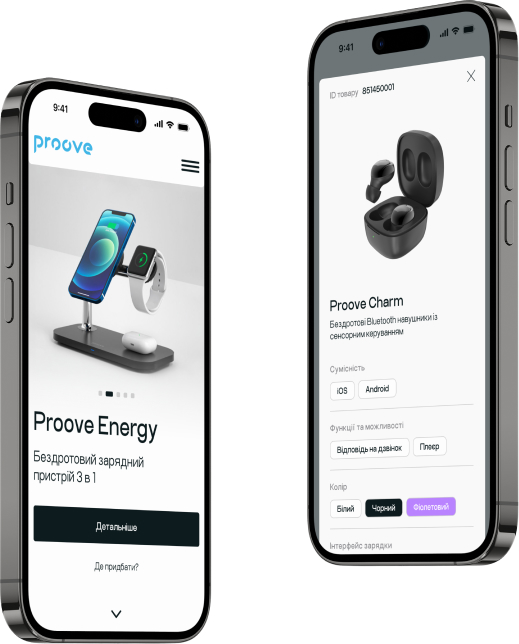 9:41
proove
Proove Energy
Бездротовий зарядний
пристрій 3 в 1
Детальніше
Де придбати?
9:41
ID товару 851450001
Proove Charm
Бездротові Bluetooth навушники із
сенсорним керуванням
Сумісність
iOS
Android
Функції та можливості
Відповідь на дзвінок
Плеєр
Колір
Білий
Чорний
Фіолетовий
Інтерфейс зарядки